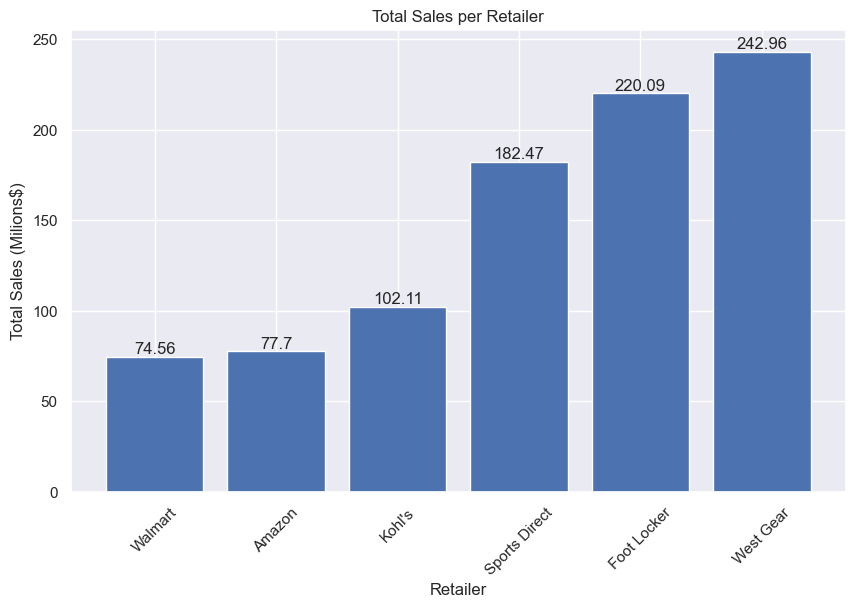 Total Sales per Retailer
Total Sales (Milions$)
250
200
150
100
50
0
74.56
77.7
102.11
182.47
220.09
242.96
Walmart
Amazon
Kohl's
Sports Direct
Foot Locker
West Gear
Retailer